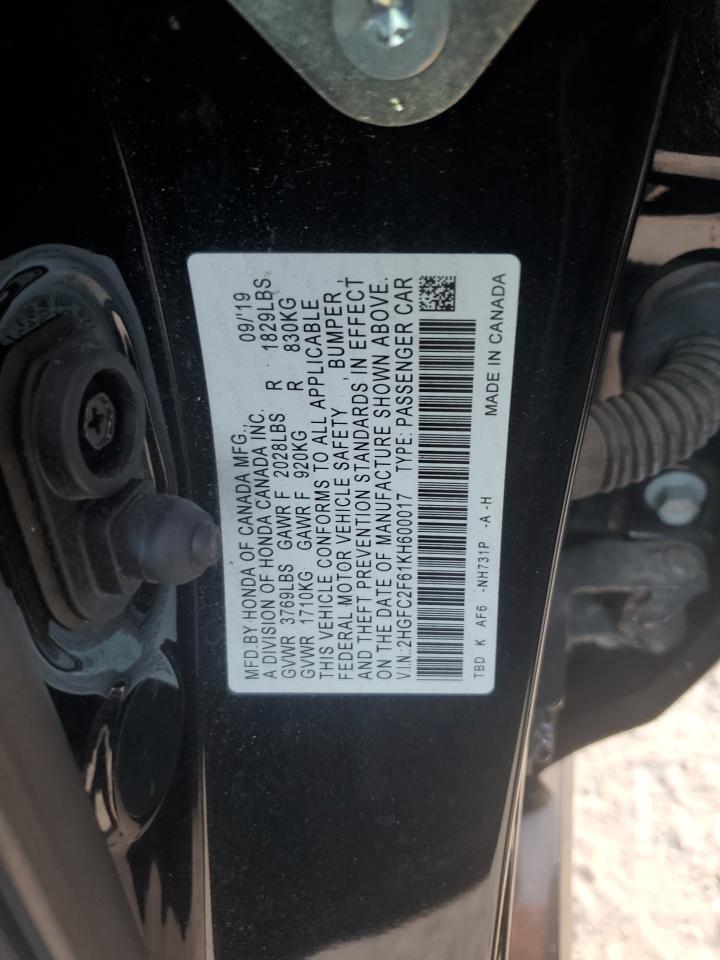 MFD.BY HONDA OF CANADA MFG., 09/'19
A DIVISION OF HONDA CANADA INC.
GVWR 3769LBS GAWR F 2028LBS R 1829LBS
GVWR 1710KG GAWR F 920KG R 830KG
THIS VEHICLE CONFORMS TO ALL APPLICABLE
FEDERAL MOTOR VEHICLE SAFETY , BUMPER ,
AND THEFT PREVENTION STANDARDS IN EFFECT
ON THE DATE OF MANUFACTURE SHOWN ABOVE.
V.I.N.:2HGFC2F61KH600017 TYPE: PASSENGER CAR
TBD K AF6 -NH731P -A -H MADE IN CANADA